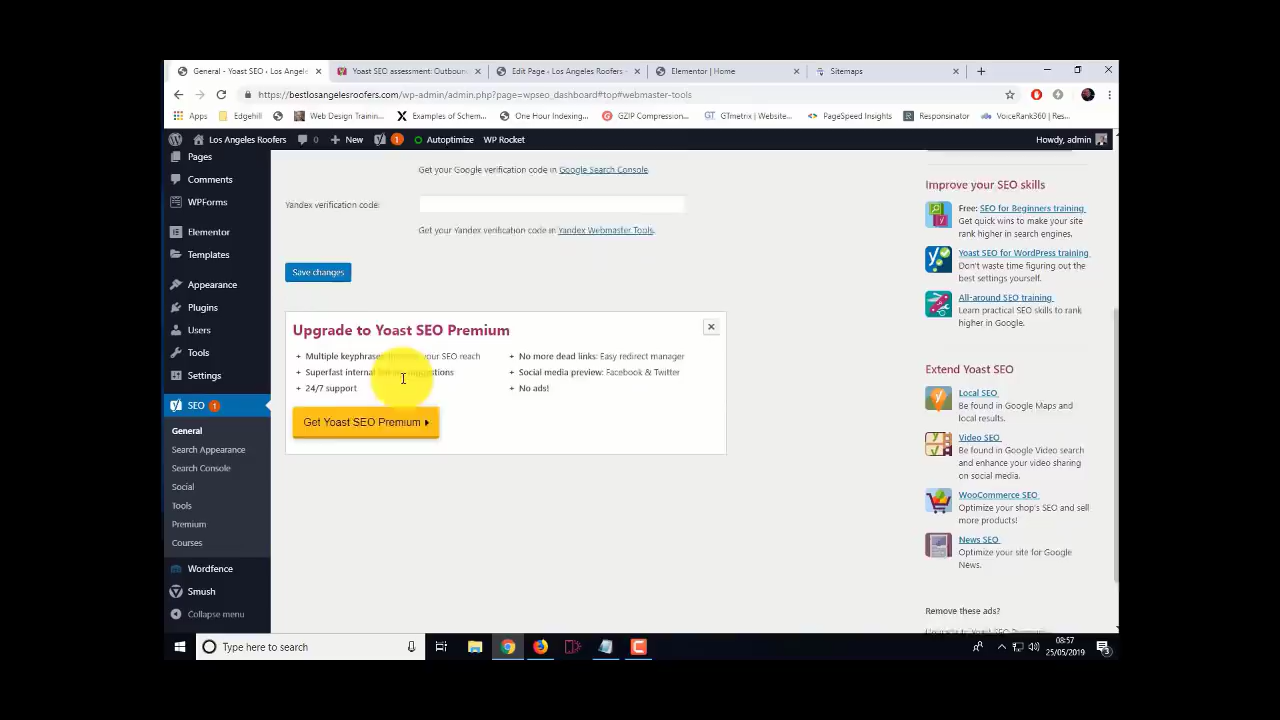 General - Yoast SEO ‹ Los Angele
Yoast SEO assessment: Outboun
Edit Page ‹ Los Angeles Roofers -
Elementor | Home
Sitemaps
https://bestlosangelesroofers.com/wp-admin/admin.php?page=wpseo_dashboard#top#webmaster-tools
Apps
Edgehill
Web Design Trainin...
Examples of Schem...
One Hour Indexing...
GZIP Compression...
GTmetrix | Website...
PageSpeed Insights
Responsinator
VoiceRank360 | Res...
Los Angeles Roofers
0
New
1
Autoptimize
WP Rocket
Howdy, admin
Pages
Comments
WPForms
Elementor
Templates
Appearance
Plugins
Users
Tools
Settings
SEO 1
General
Search Appearance
Search Console
Social
Tools
Premium
Courses
Wordfence
Smush
Collapse menu
Get your Google verification code in Google Search Console.
Yandex verification code:
Get your Yandex verification code in Yandex Webmaster Tools.
Save changes
Upgrade to Yoast SEO Premium
+ Multiple keyphrases your SEO reach
+ Superfast internal suggestions
+ 24/7 support
+ No more dead links: Easy redirect manager
+ Social media preview: Facebook & Twitter
+ No ads!
Get Yoast SEO Premium
Improve your SEO skills
Free: SEO for Beginners training
Get quick wins to make your site
rank higher in search engines.
Yoast SEO for WordPress training
Don't waste time figuring out the
best settings yourself.
All-around SEO training
Learn practical SEO skills to rank
higher in Google.
Extend Yoast SEO
Local SEO
Be found in Google Maps and
local results.
Video SEO
Be found in Google Video search
and enhance your video sharing
on social media.
WooCommerce SEO
Optimize your shop's SEO and sell
more products!
News SEO
Optimize your site for Google
News.
Remove these ads?
Upgrade to Yoast SEO Premium
Type here to search
08:57
25/05/2019
3